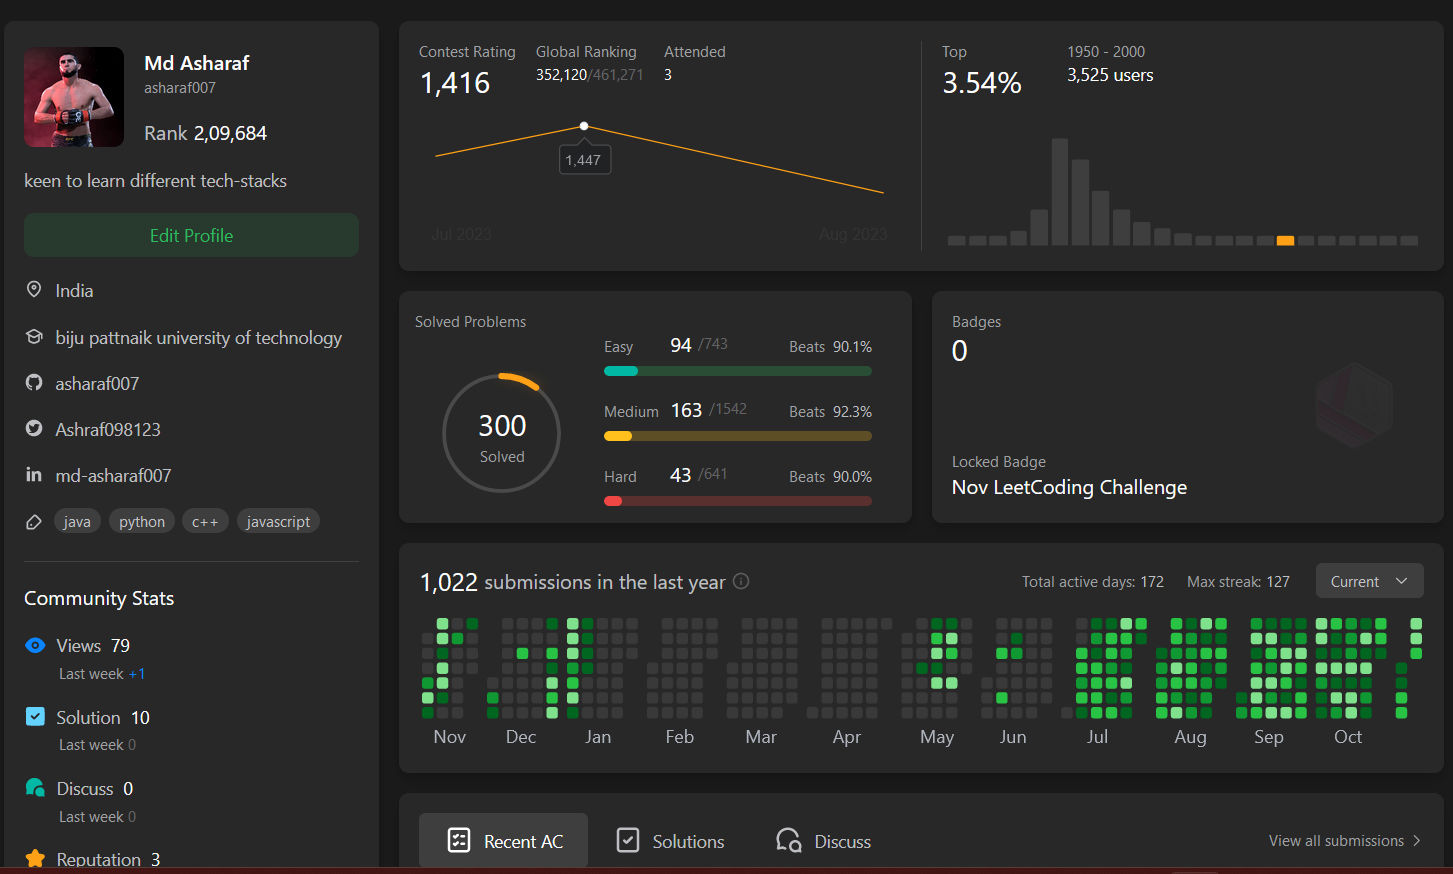 Md Asharaf
asharaf007
Rank 2,09,684
keen to learn different tech-stacks
Edit Profile
India
biju pattnaik university of technology
asharaf007
Ashraf098123
md-asharaf007
java python c++ javascript
Community Stats
Views 79
Last week +1
Solution 10
Last week 0
Discuss 0
Last week 0
Reputation 3
Contest Rating Global Ranking Attended
1,416 352,120/461,271 3
1,447
Jul 2023 Aug 2023
Top 1950 - 2000
3.54% 3,525 users
Solved Problems
300
Solved
Easy 94 /743 Beats 90.1%
Medium 163 /1542 Beats 92.3%
Hard 43 /641 Beats 90.0%
Badges
0
Locked Badge
Nov LeetCoding Challenge
1,022 submissions in the last year
Total active days: 172 Max streak: 127 Current
Nov Dec Jan Feb Mar Apr May Jun Jul Aug Sep Oct
Recent AC Solutions Discuss View all submissions